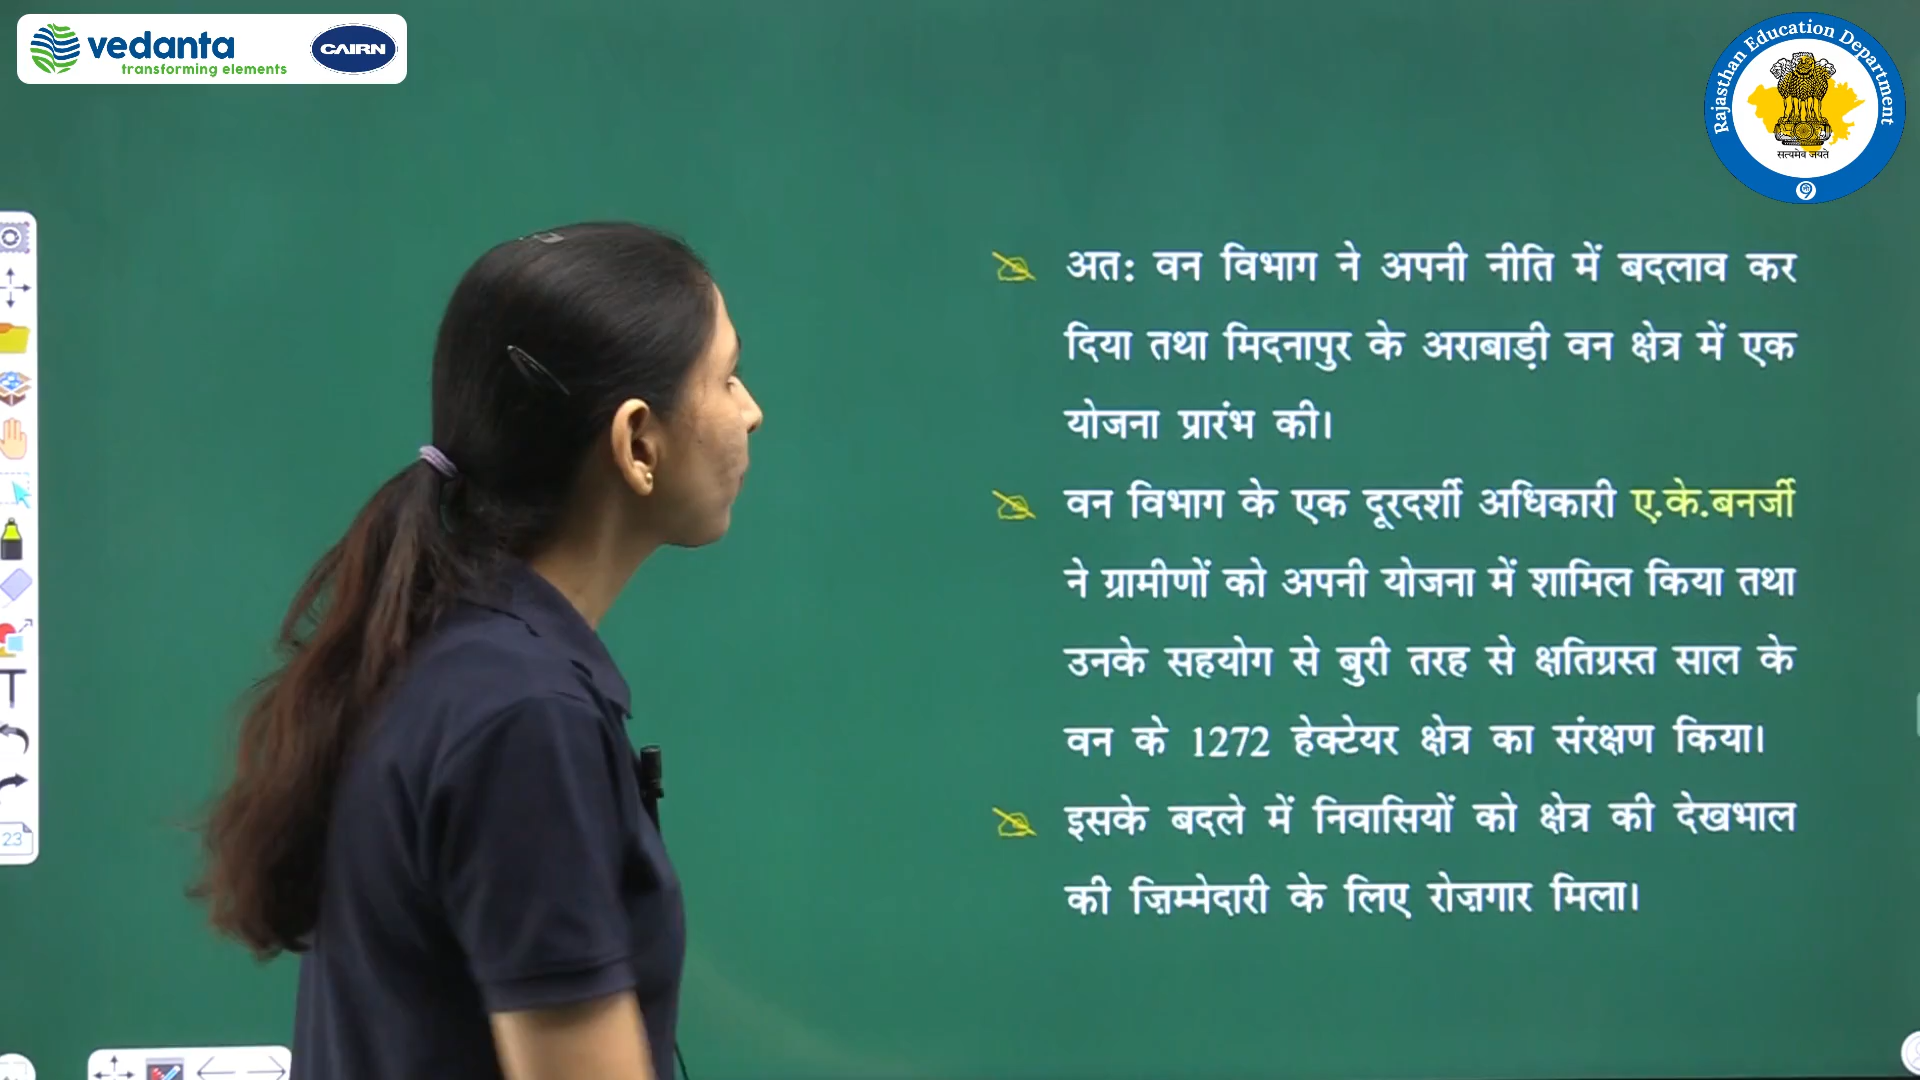 vedanta
transforming elements
CAIRN
Rajasthan Education Department
सत्यमेव जयते
अत: वन विभाग ने अपनी नीति में बदलाव कर
दिया तथा मिदनापुर के अराबाड़ी वन क्षेत्र में एक
योजना प्रारंभ की।
वन विभाग के एक दूरदर्शी अधिकारी ए.के.बनर्जी
ने ग्रामीणों को अपनी योजना में शामिल किया तथा
उनके सहयोग से बुरी तरह से क्षतिग्रस्त साल के
वन के 1272 हेक्टेयर क्षेत्र का संरक्षण किया।
इसके बदले में निवासियों को क्षेत्र की देखभाल
की ज़िम्मेदारी के लिए रोज़गार मिला।
T
23